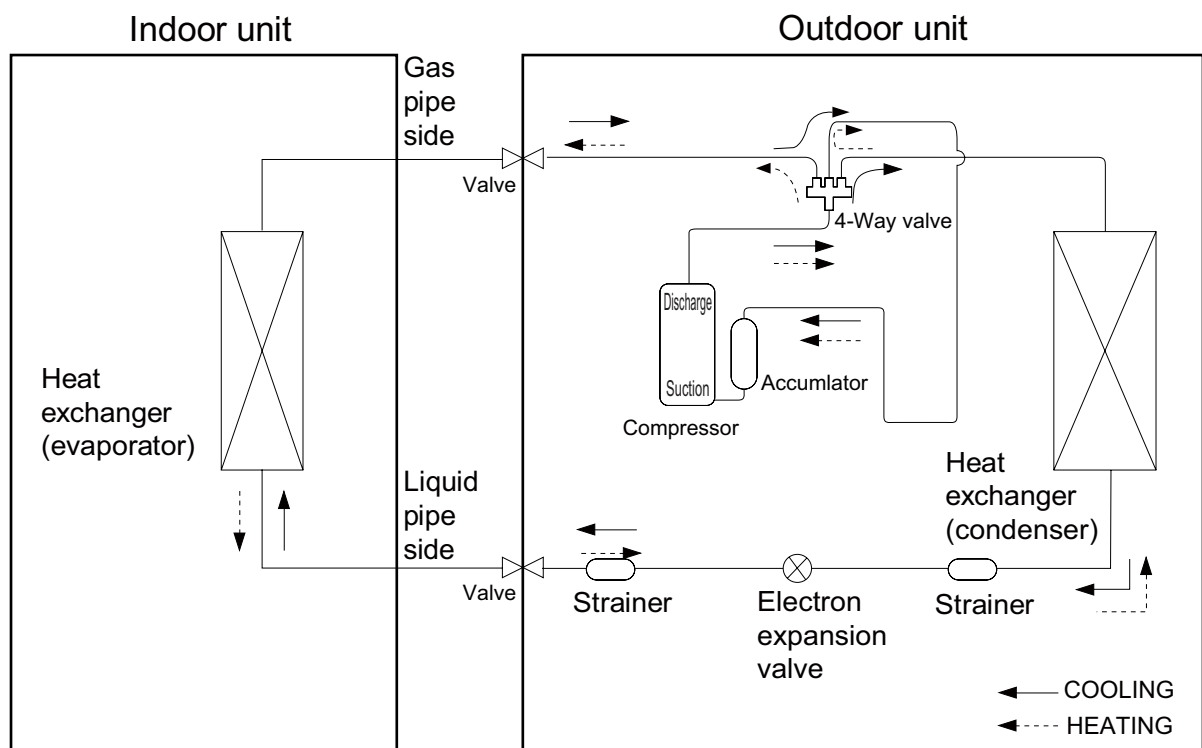 Indoor unit
Outdoor unit
Gas
pipe
side
Valve
4-Way valve
Discharge
Suction
Accumlator
Compressor
Heat
exchanger
(evaporator)
Liquid
pipe
side
Valve
Heat
exchanger
(condenser)
Strainer
Electron
expansion
valve
Strainer
COOLING
HEATING